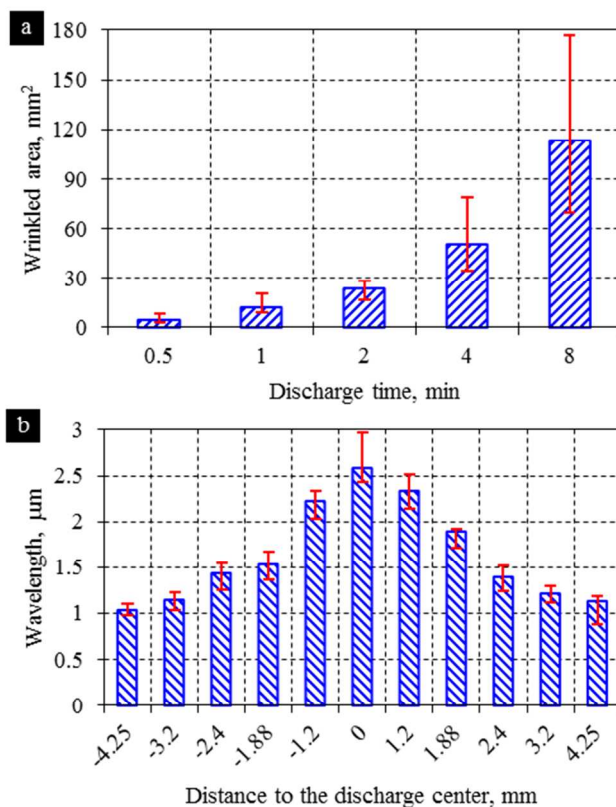 a
180
150
120
90
60
30
0
Wrinkled area, mm²
0.5 1 2 4 8
Discharge time, min
b
3
2.5
2
1.5
1
0.5
0
Wavelength, μm
-4.25 -3.2 -2.4 -1.88 -1.2 0 1.2 1.88 2.4 3.2 4.25
Distance to the discharge center, mm